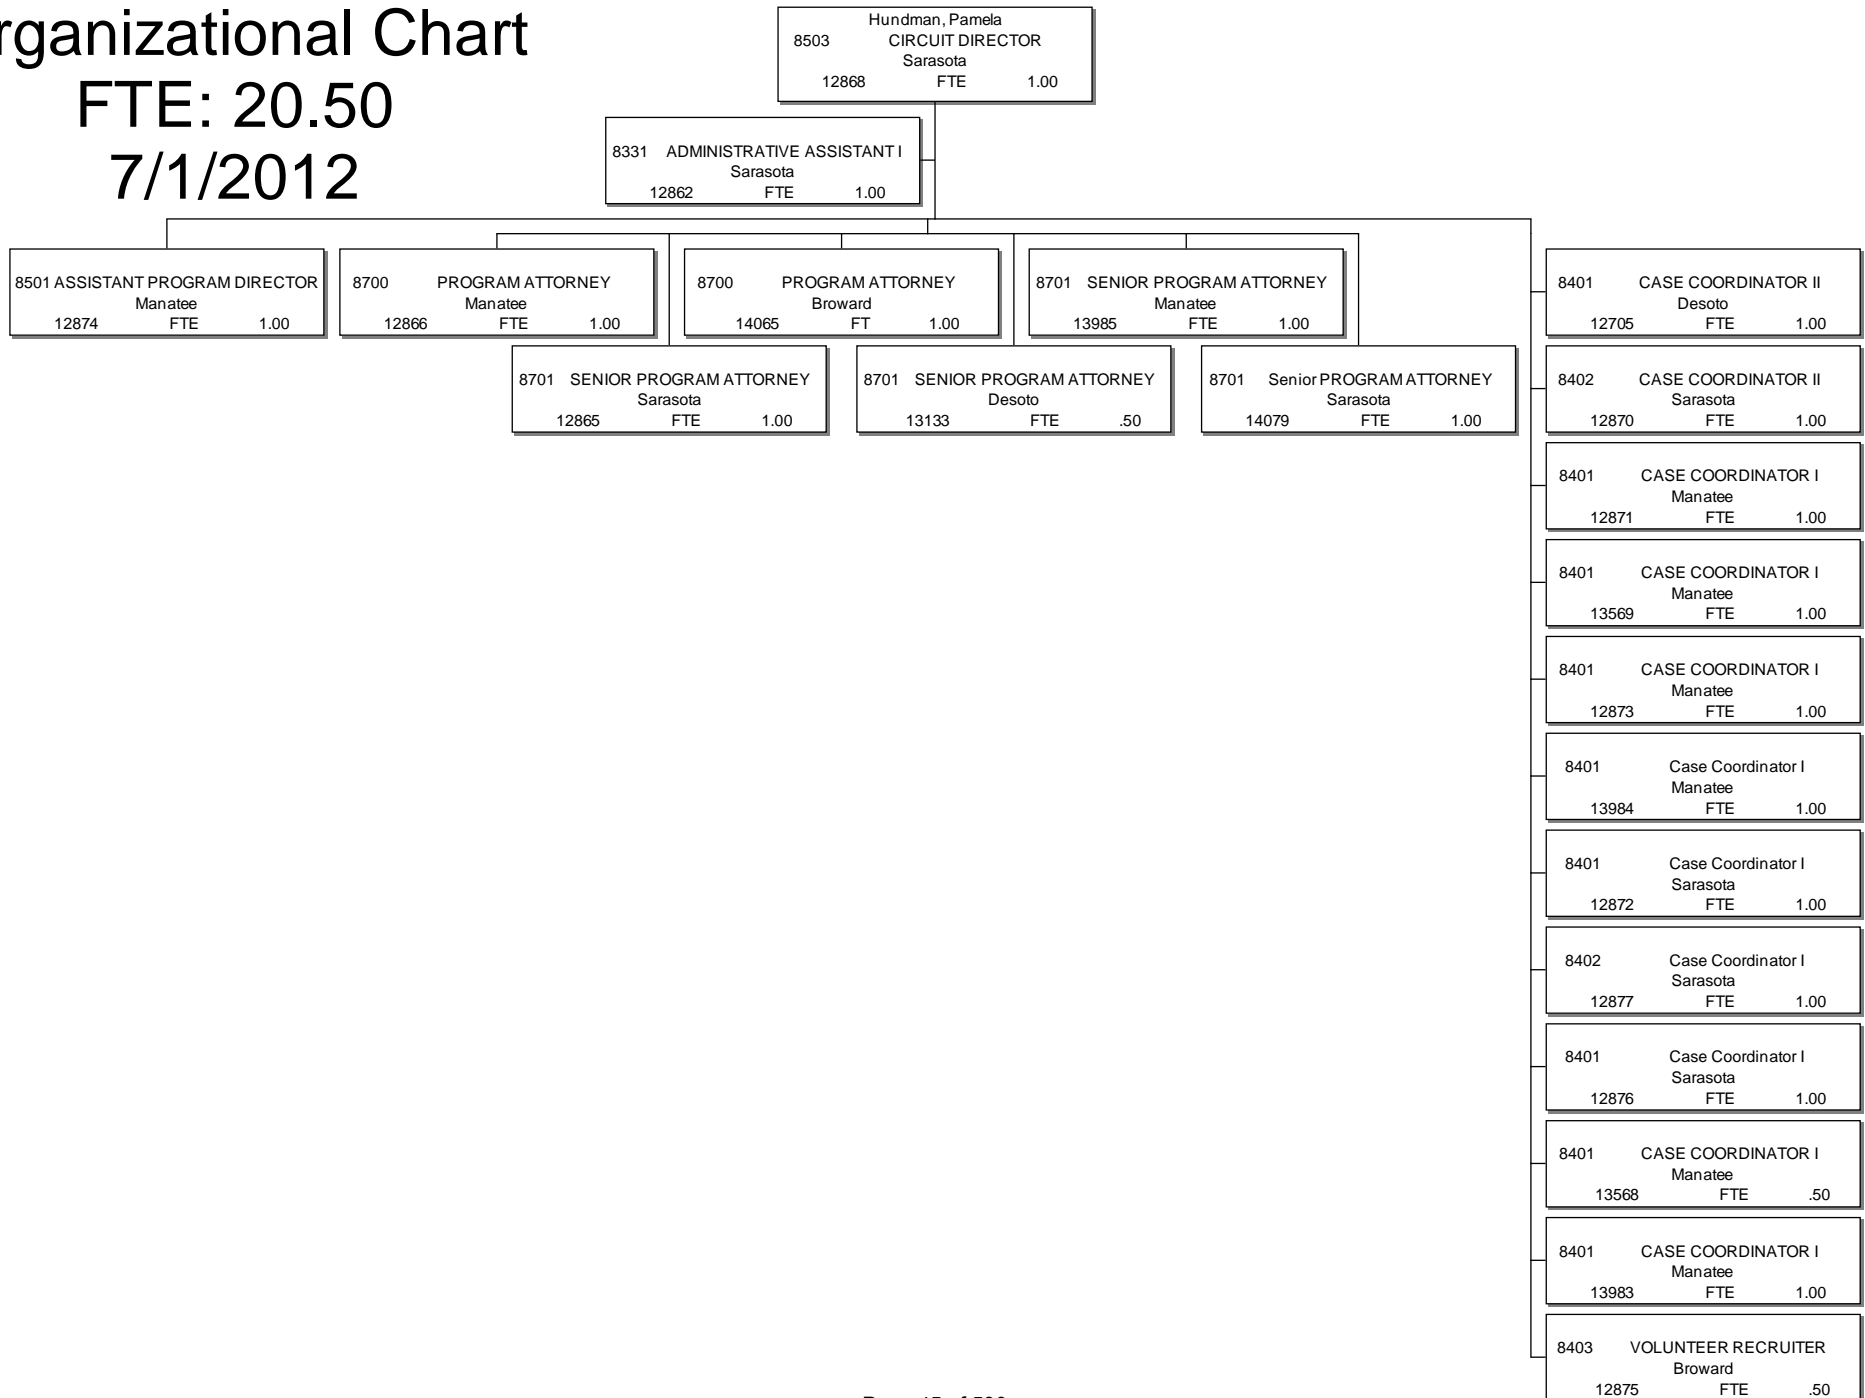 rganizational Chart
FTE: 20.50
7/1/2012
Hundman, Pamela
8503 CIRCUIT DIRECTOR
Sarasota
12868 FTE 1.00
8331 ADMINISTRATIVE ASSISTANT I
Sarasota
12862 FTE 1.00
8501 ASSISTANT PROGRAM DIRECTOR
Manatee
12874 FTE 1.00
8700 PROGRAM ATTORNEY
Manatee
12866 FTE 1.00
8700 PROGRAM ATTORNEY
Broward
14065 FT 1.00
8701 SENIOR PROGRAM ATTORNEY
Manatee
13985 FTE 1.00
8701 SENIOR PROGRAM ATTORNEY
Sarasota
12865 FTE 1.00
8701 SENIOR PROGRAM ATTORNEY
Desoto
13133 FTE .50
8701 Senior PROGRAM ATTORNEY
Sarasota
14079 FTE 1.00
8401 CASE COORDINATOR II
Desoto
12705 FTE 1.00
8402 CASE COORDINATOR II
Sarasota
12870 FTE 1.00
8401 CASE COORDINATOR I
Manatee
12871 FTE 1.00
8401 CASE COORDINATOR I
Manatee
13569 FTE 1.00
8401 CASE COORDINATOR I
Manatee
12873 FTE 1.00
8401 Case Coordinator I
Manatee
13984 FTE 1.00
8401 Case Coordinator I
Sarasota
12872 FTE 1.00
8402 Case Coordinator I
Sarasota
12877 FTE 1.00
8401 Case Coordinator I
Sarasota
12876 FTE 1.00
8401 CASE COORDINATOR I
Manatee
13568 FTE .50
8401 CASE COORDINATOR I
Manatee
13983 FTE 1.00
8403 VOLUNTEER RECRUITER
Broward
12875 FTE .50